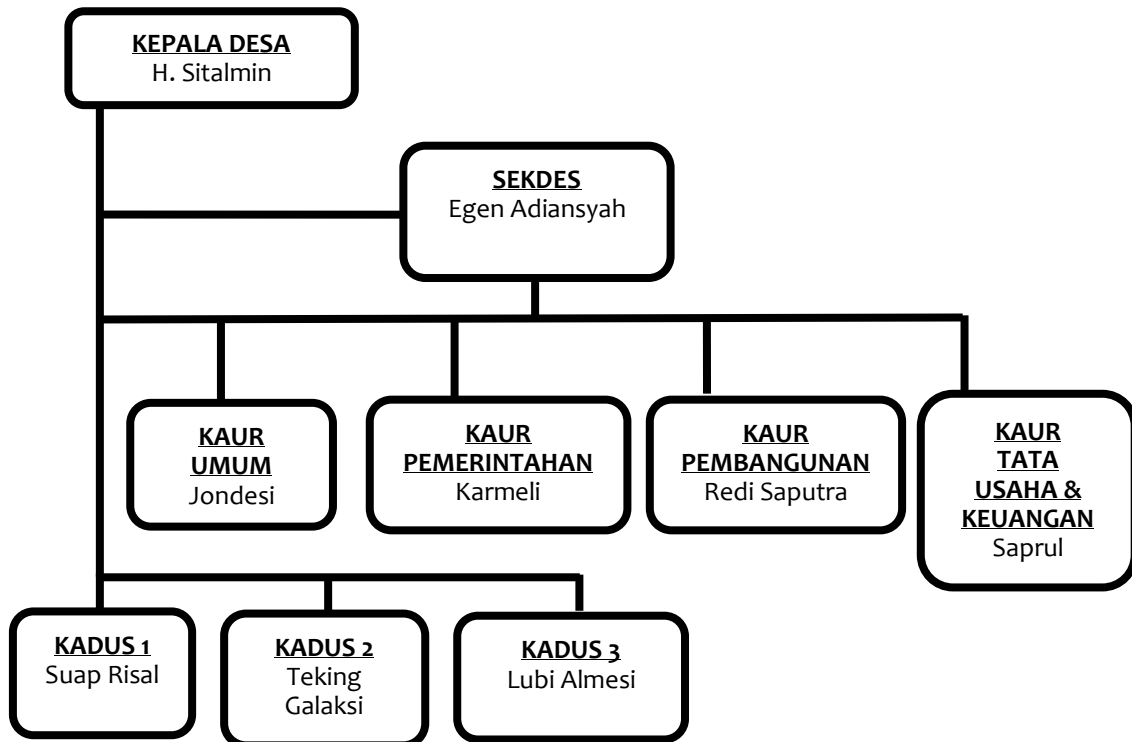 KEPALA DESA
H. Sitalmin
SEKDES
Egen Adiansyah
KAUR
UMUM
Jondesi
KAUR
PEMERINTAHAN
Karmeli
KAUR
PEMBANGUNAN
Redi Saputra
KAUR
TATA
USAHA &
KEUANGAN
Saprul
KADUS 1
Suap Risal
KADUS 2
Teking
Galaksi
KADUS 3
Lubi Almesi